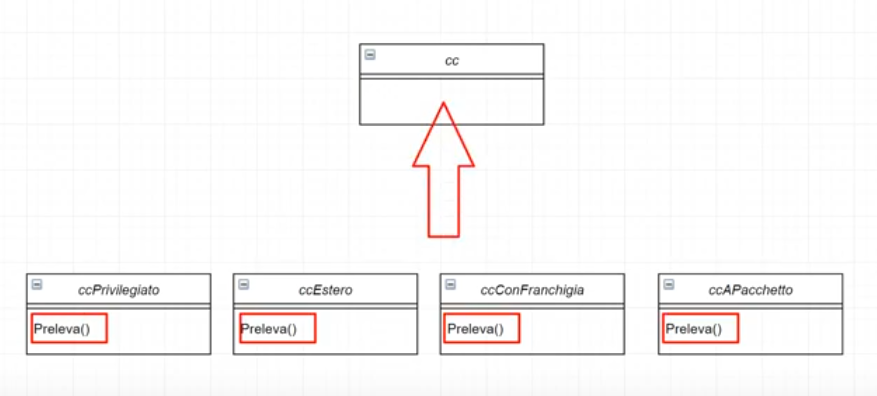 cc
ccPrivilegiato
ccEstero
ccConFranchigia
ccAPacchetto
Preleva()
Preleva()
Preleva()
Preleva()